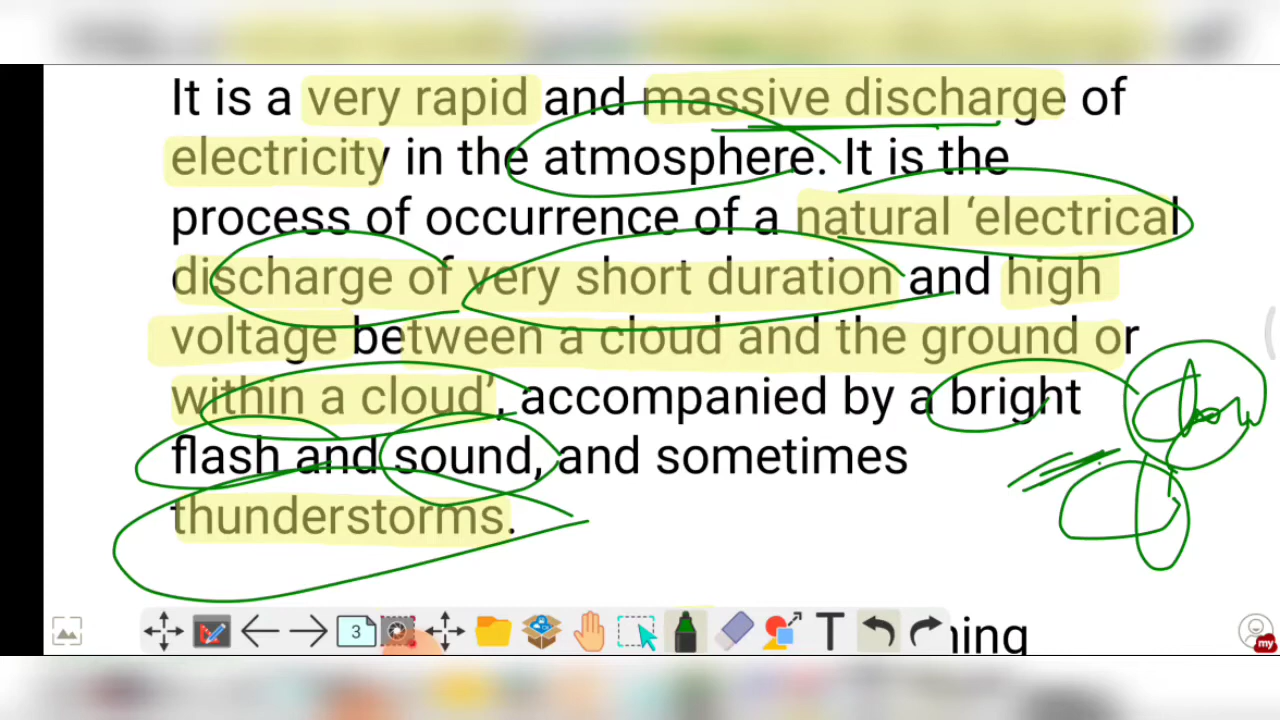 It is a very rapid and massive discharge of
electricity in the atmosphere. It is the
process of occurrence of a natural ‘electrical
discharge of very short duration and high
voltage between a cloud and the ground or
within a cloud’, accompanied by a bright
flash and sound, and sometimes
thunderstorms.
3
T
my